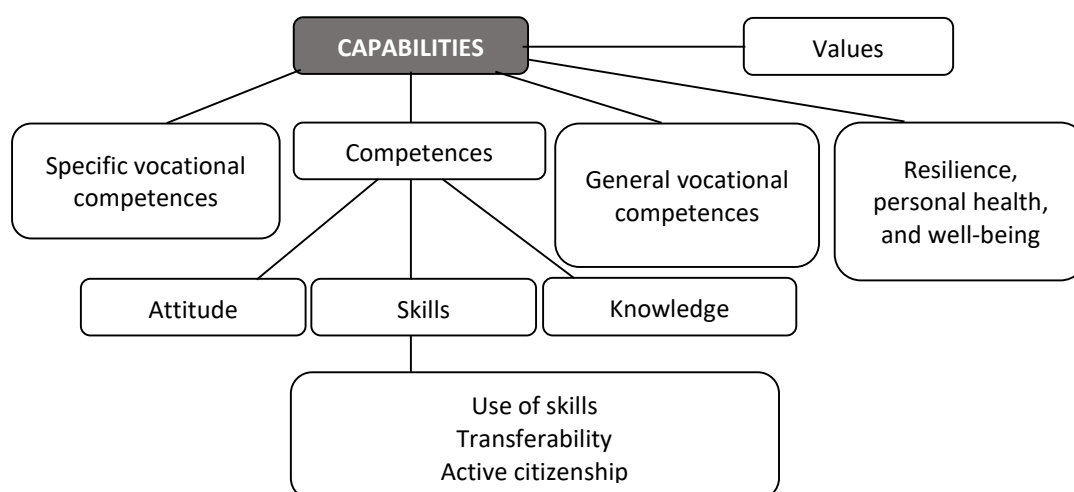 CAPABILITIES
Values
Specific vocational
competences
Competences
General vocational
competences
Resilience,
personal health,
and well-being
Attitude
Skills
Knowledge
Use of skills
Transferability
Active citizenship